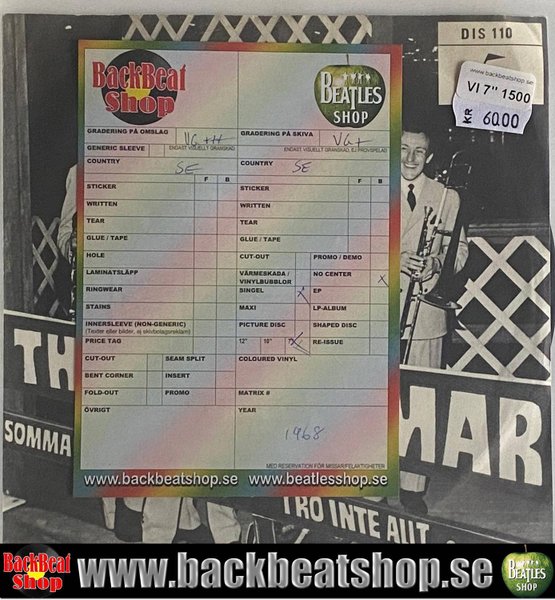 DIS 110
www.backbeatshop.se
VI 7" 1500
KR 60.00
BackBeat
Shop
BEATLES
SHOP
GRADERING PÅ OMSLAG VG+++ GRADERING PÅ SKIVA VG+
GENERIC SLEEVE ENDAST VISUELLT GRANSKAD ENDAST VISUELLT GRANSKAD, EJ PROVSPELAD
COUNTRY SE COUNTRY SE
F B F B
STICKER STICKER
WRITTEN WRITTEN
TEAR TEAR
GLUE / TAPE GLUE / TAPE
HOLE CUT-OUT PROMO / DEMO
LAMINATSLÄPP VÄRMESKADA / VINYLBUBBLOR NO CENTER X
RINGWEAR SINGEL X EP
STAINS MAXI LP-ALBUM
INNERSLEEVE (NON-GENERIC) PICTURE DISC SHAPED DISC
(Texter eller bilder, ej skivbolagsreklam)
PRICE TAG 12" 10" X RE-ISSUE
CUT-OUT SEAM SPLIT COLOURED VINYL
BENT CORNER INSERT
FOLD-OUT PROMO MATRIX #
ÖVRIGT YEAR
1968
MED RESERVATION FÖR MISSAR/FELAKTIGHETER
www.backbeatshop.se www.beatlesshop.se
TH MAR
SOMMA
TRO INTE ALLT
BackBeat
Shop
www.backbeatshop.se
BEATLES
SHOP